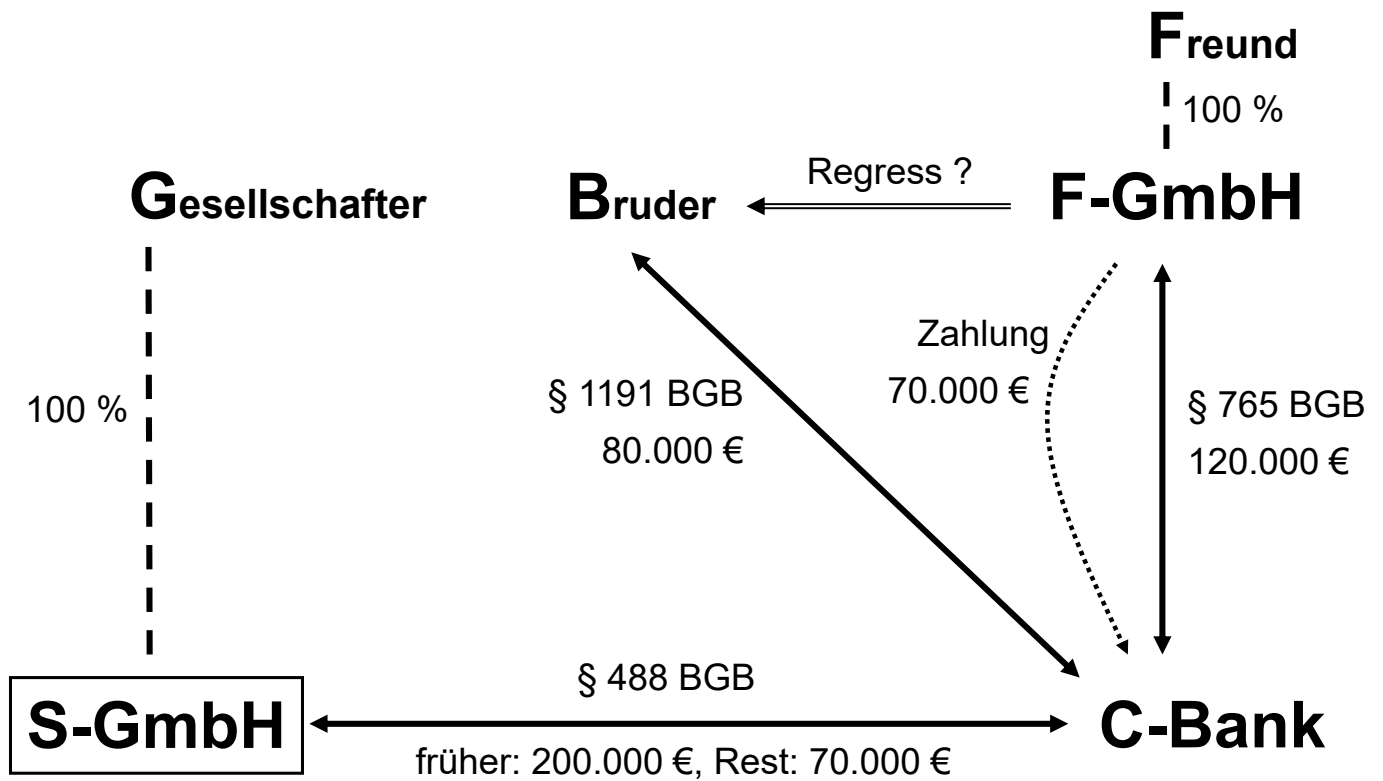 Freund
100 %
Gesellschafter
Bruder
Regress ?
F-GmbH
100 %
§ 1191 BGB
80.000 €
Zahlung
70.000 €
§ 765 BGB
120.000 €
S-GmbH
§ 488 BGB
früher: 200.000 €, Rest: 70.000 €
C-Bank